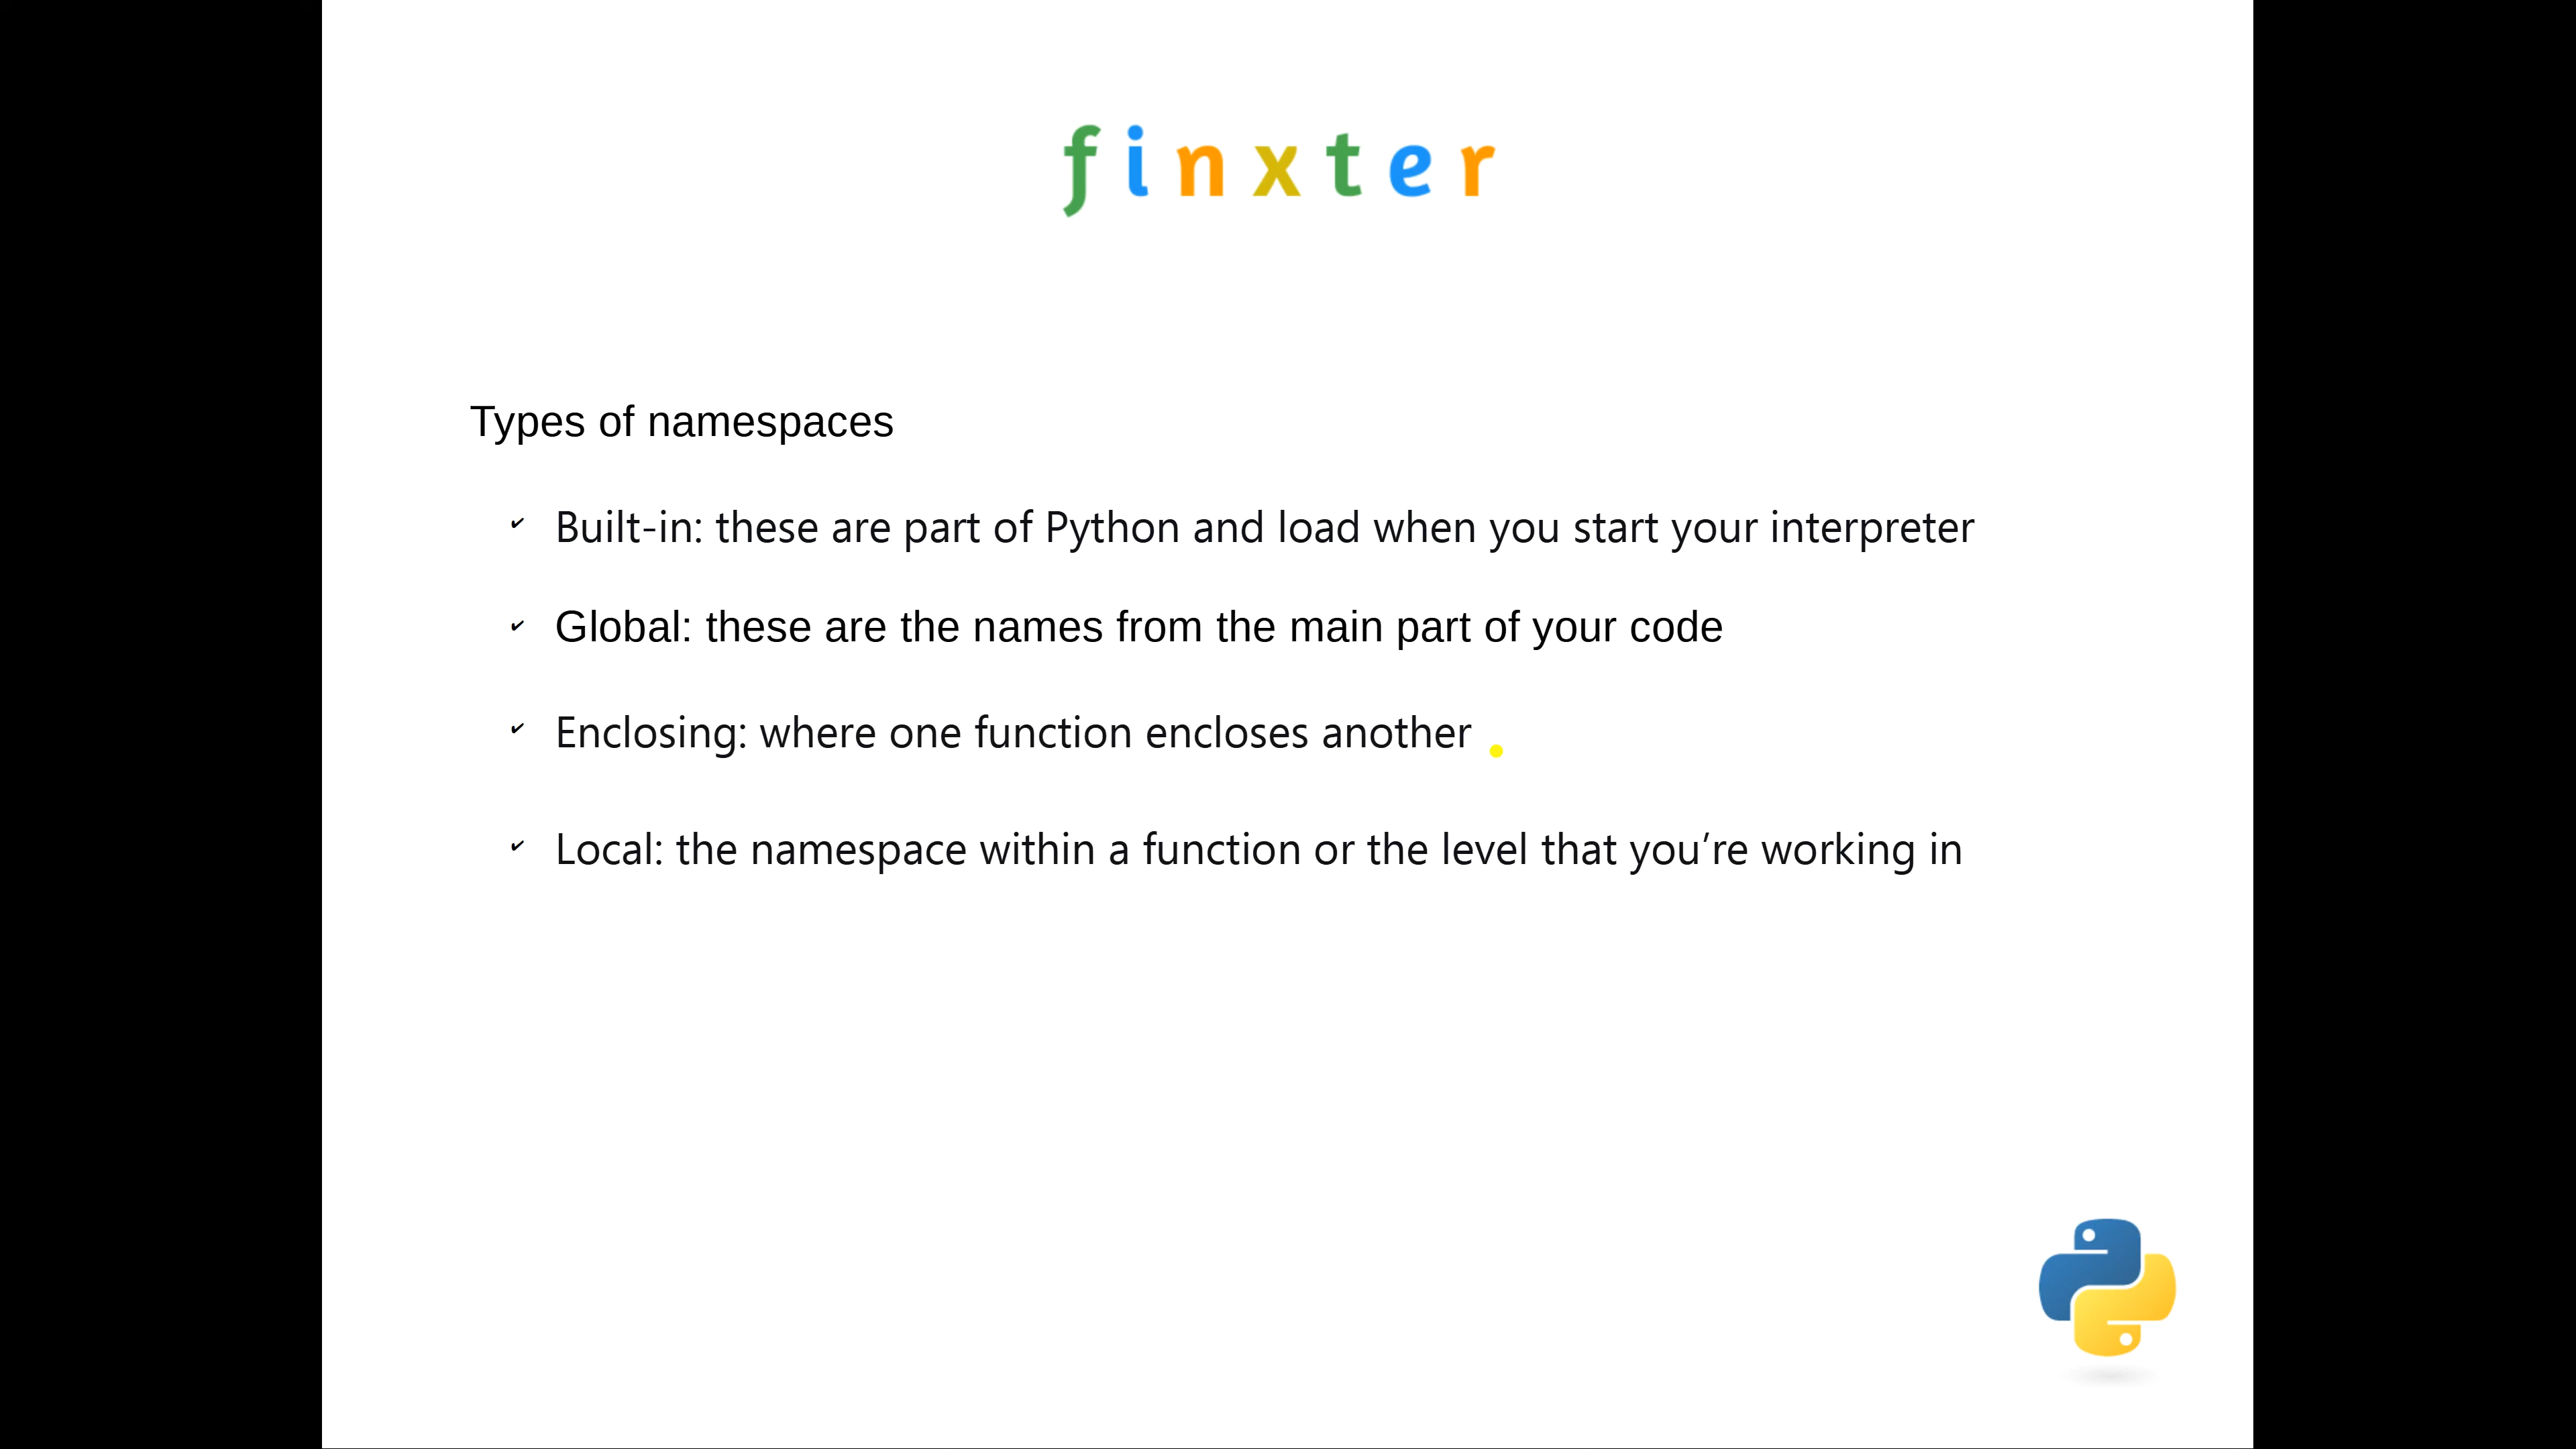 finxter
Types of namespaces
✔ Built-in: these are part of Python and load when you start your interpreter
✔ Global: these are the names from the main part of your code
✔ Enclosing: where one function encloses another
✔ Local: the namespace within a function or the level that you’re working in